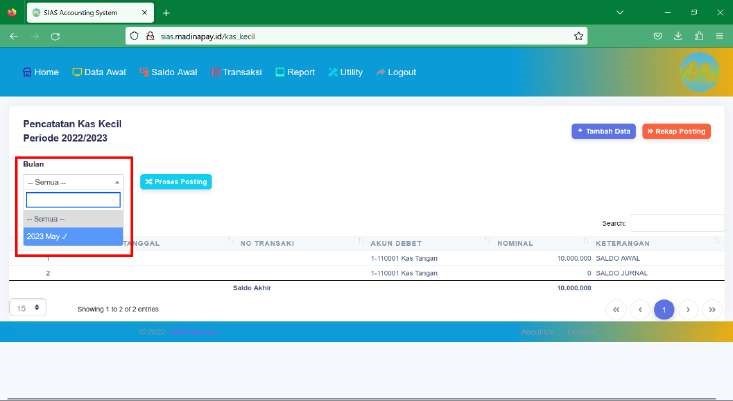 SIAS Accounting System
sias.madinapay.id/kas_kecil
Home Data Awal Saldo Awal Transaksi Report Utility Logout
Pencatatan Kas Kecil
Periode 2022/2023
Tambah Data Rekap Posting
Bulan
-- Semua --
Proses Posting
-- Semua --
2023 May ✓
Search:
TANGGAL NO TRANSAKI AKUN DEBET NOMINAL KETERANGAN
1 1-110001 Kas Tangan 10.000.000 SALDO AWAL
2 1-110001 Kas Tangan 0 SALDO JURNAL
Saldo Akhir 10.000.000
15 Showing 1 to 2 of 2 entries
« ‹ 1 › »
© 2022
About Us